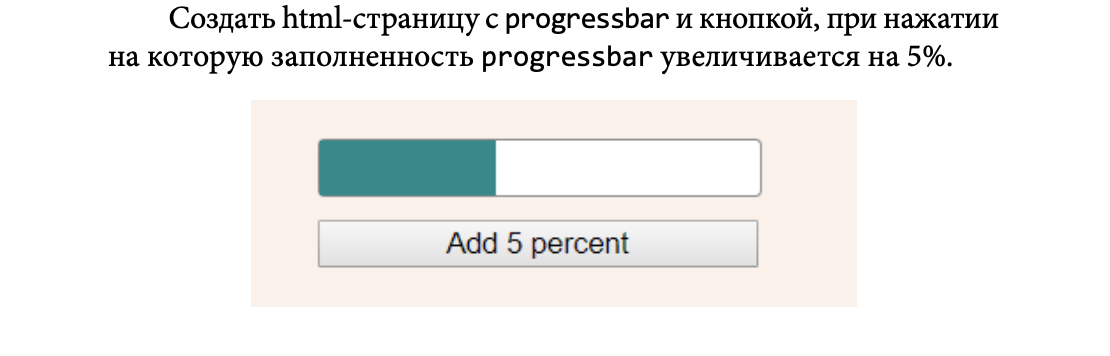 Создать html-страницу с progressbar и кнопкой, при нажатии
на которую заполненность progressbar увеличивается на 5%.
Add 5 percent